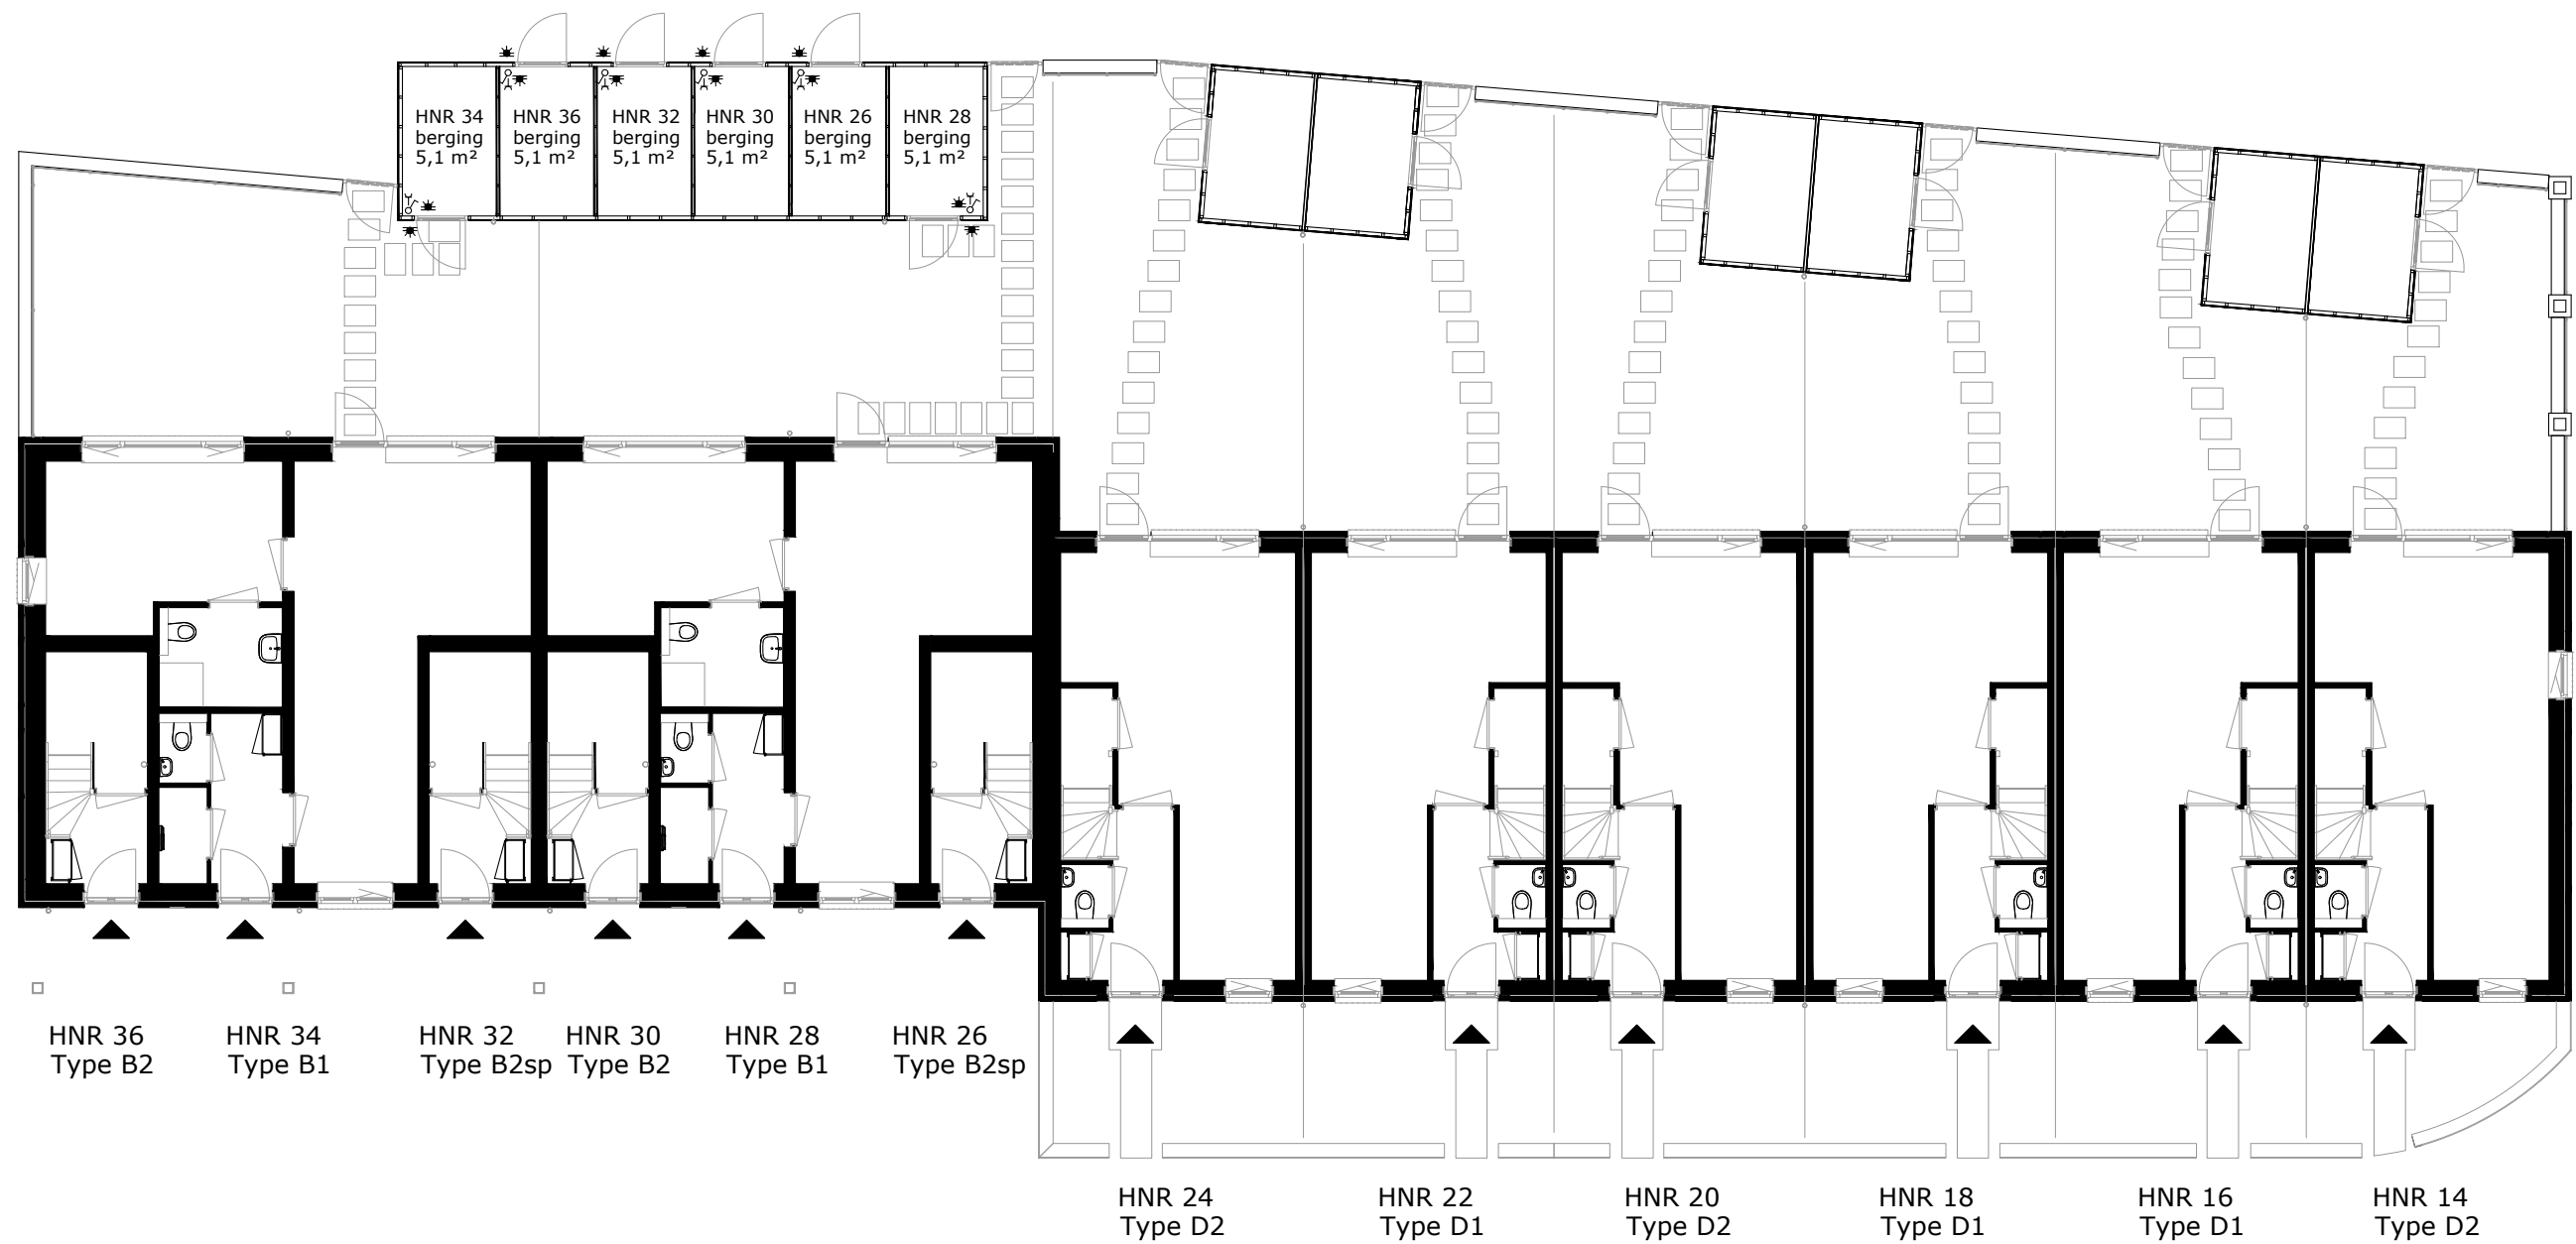 HNR 34
berging
5,1 m²
HNR 36
berging
5,1 m²
HNR 32
berging
5,1 m²
HNR 30
berging
5,1 m²
HNR 26
berging
5,1 m²
HNR 28
berging
5,1 m²
HNR 36
Type B2
HNR 34
Type B1
HNR 32
Type B2sp
HNR 30
Type B2
HNR 28
Type B1
HNR 26
Type B2sp
HNR 24
Type D2
HNR 22
Type D1
HNR 20
Type D2
HNR 18
Type D1
HNR 16
Type D1
HNR 14
Type D2